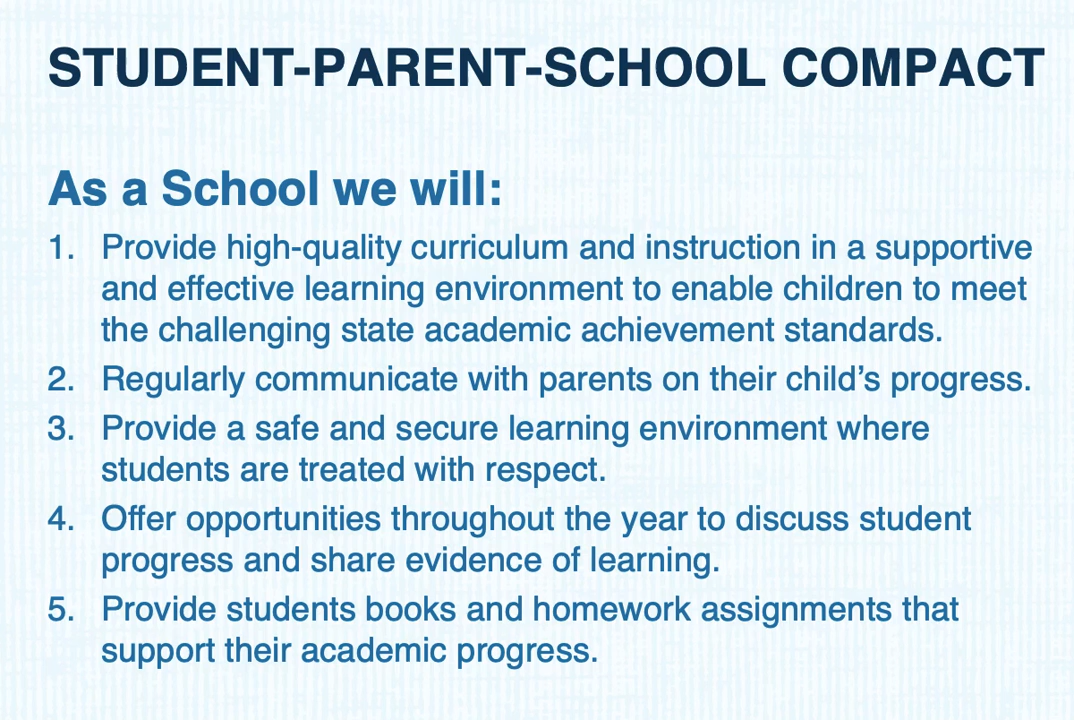 STUDENT-PARENT-SCHOOL COMPACT
As a School we will:
1. Provide high-quality curriculum and instruction in a supportive
and effective learning environment to enable children to meet
the challenging state academic achievement standards.
2. Regularly communicate with parents on their child’s progress.
3. Provide a safe and secure learning environment where
students are treated with respect.
4. Offer opportunities throughout the year to discuss student
progress and share evidence of learning.
5. Provide students books and homework assignments that
support their academic progress.